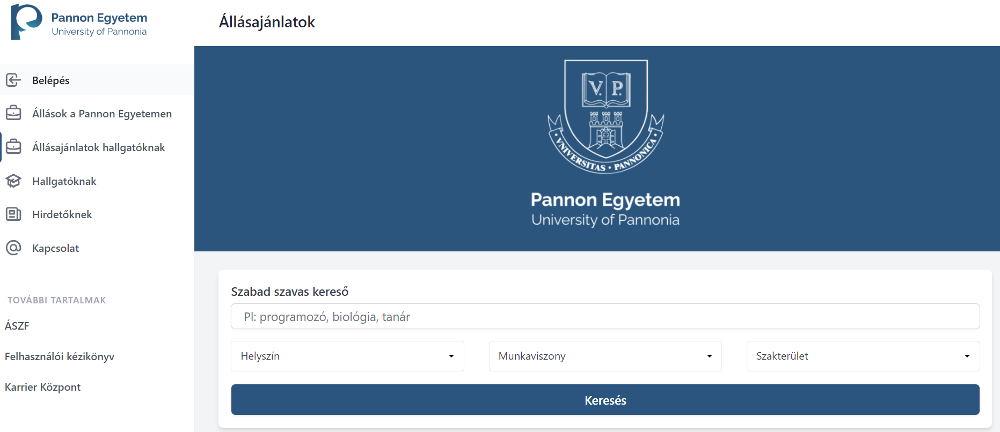 Pannon Egyetem
University of Pannonia
Belépés
Állások a Pannon Egyetemen
Állásajánlatok hallgatóknak
Hallgatóknak
Hirdetőknek
Kapcsolat
TOVÁBBI TARTALMAK
ÁSZF
Felhasználói kézikönyv
Karrier Központ
Állásajánlatok
V. P.
VNIVERSITAS • PANNONICA
Pannon Egyetem
University of Pannonia
Szabad szavas kereső
Pl: programozó, biológia, tanár
Helyszín
Munkaviszony
Szakterület
Keresés